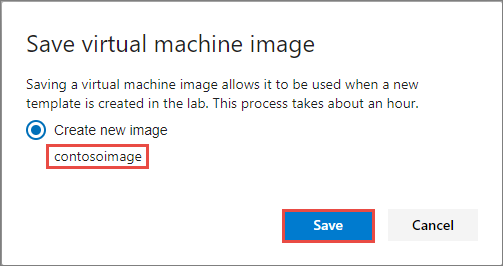 Save virtual machine image
Saving a virtual machine image allows it to be used when a new
template is created in the lab. This process takes about an hour.
Create new image
contosoimage
Save
Cancel